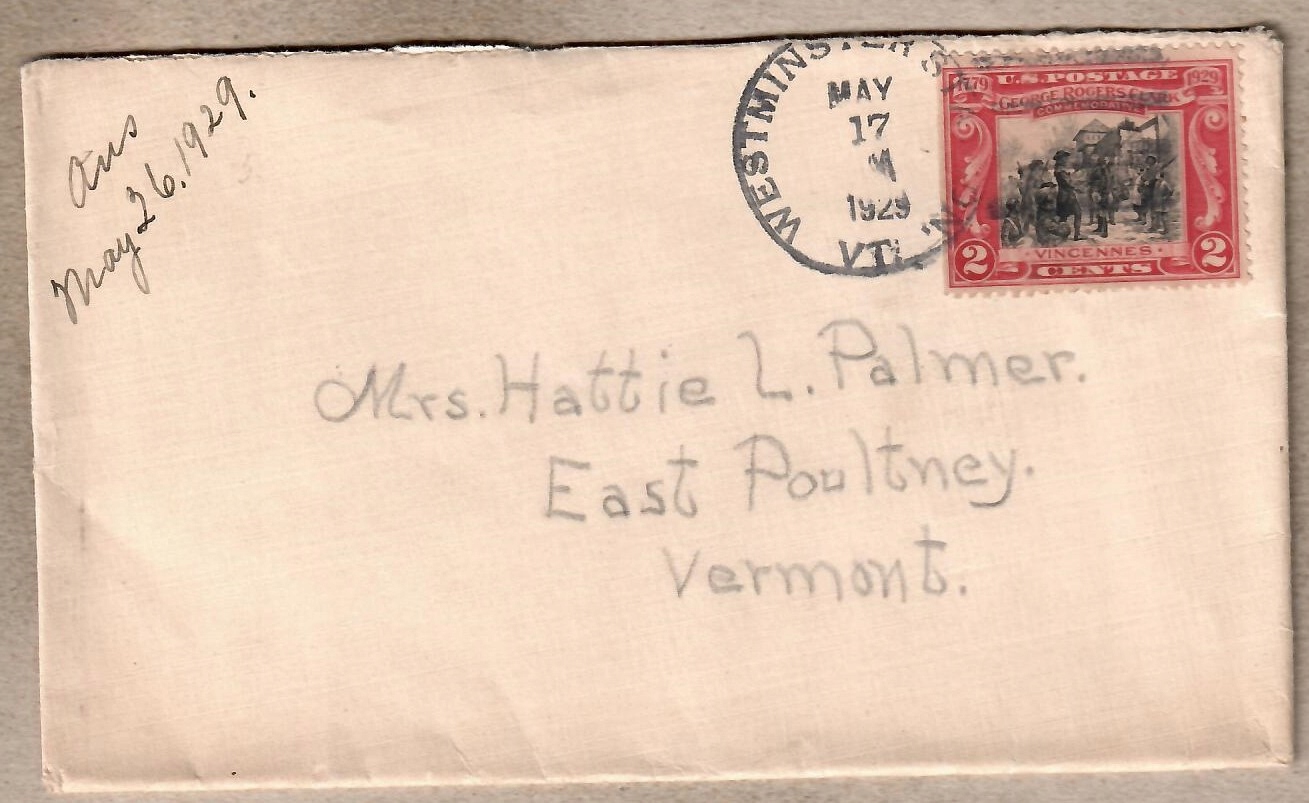 Ans
May 26. 1929.
WESTMINSTER
MAY
17
1929
VT.
1779 U.S. POSTAGE 1929
GEORGE ROGERS CLARK
VINCENNES
2 CENTS 2
Mrs. Hattie L. Palmer.
East Poultney.
Vermont.